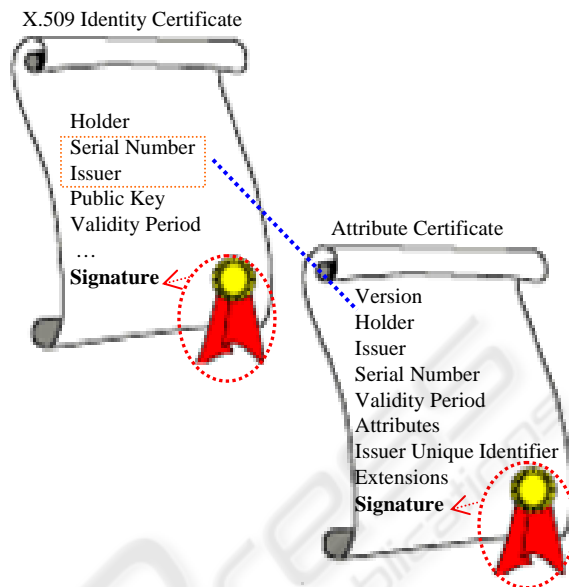 X.509 Identity Certificate
Holder
Serial Number
Issuer
Public Key
Validity Period
…
Signature
Attribute Certificate
Version
Holder
Issuer
Serial Number
Validity Period
Attributes
Issuer Unique Identifier
Extensions
Signature